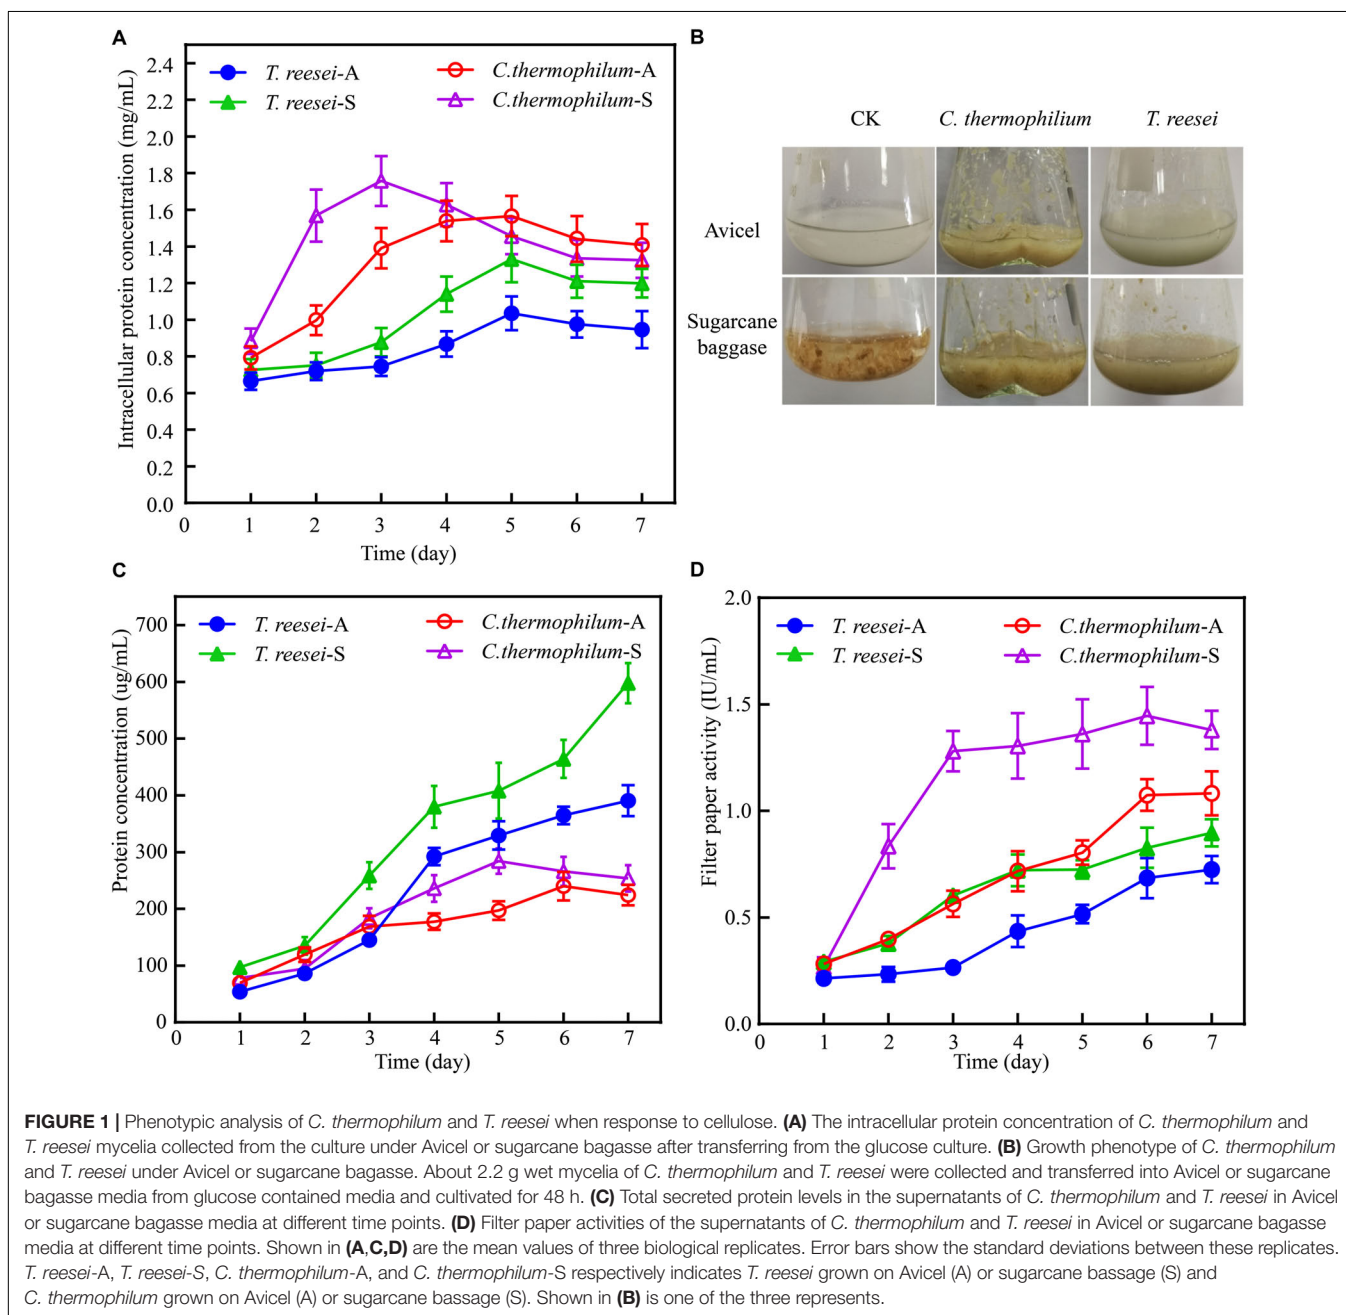 A
2.4
2.2
2.0
1.8
1.6
1.4
1.2
1.0
0.8
0.6
0.4
0.2
0.0
Intracellular protein concentration (mg/mL)
T. reesei-A
T. reesei-S
C.thermophilum-A
C.thermophilum-S
0 1 2 3 4 5 6 7
Time (day)
B
CK C. thermophilium T. reesei
Avicel
Sugarcane
baggase
C
700
600
500
400
300
200
100
0
Protein concentration (ug/mL)
T. reesei-A
T. reesei-S
C.thermophilum-A
C.thermophilum-S
0 1 2 3 4 5 6 7
Time (day)
D
2.0
1.5
1.0
0.5
0.0
Filter paper activity (IU/mL)
T. reesei-A
T. reesei-S
C.thermophilum-A
C.thermophilum-S
0 1 2 3 4 5 6 7
Time (day)
FIGURE 1 | Phenotypic analysis of C. thermophilum and T. reesei when response to cellulose. (A) The intracellular protein concentration of C. thermophilum and
T. reesei mycelia collected from the culture under Avicel or sugarcane bagasse after transferring from the glucose culture. (B) Growth phenotype of C. thermophilum
and T. reesei under Avicel or sugarcane bagasse. About 2.2 g wet mycelia of C. thermophilum and T. reesei were collected and transferred into Avicel or sugarcane
bagasse media from glucose contained media and cultivated for 48 h. (C) Total secreted protein levels in the supernatants of C. thermophilum and T. reesei in Avicel
or sugarcane bagasse media at different time points. (D) Filter paper activities of the supernatants of C. thermophilum and T. reesei in Avicel or sugarcane bagasse
media at different time points. Shown in (A,C,D) are the mean values of three biological replicates. Error bars show the standard deviations between these replicates.
T. reesei-A, T. reesei-S, C. thermophilum-A, and C. thermophilum-S respectively indicates T. reesei grown on Avicel (A) or sugarcane bassage (S) and
C. thermophilum grown on Avicel (A) or sugarcane bassage (S). Shown in (B) is one of the three represents.